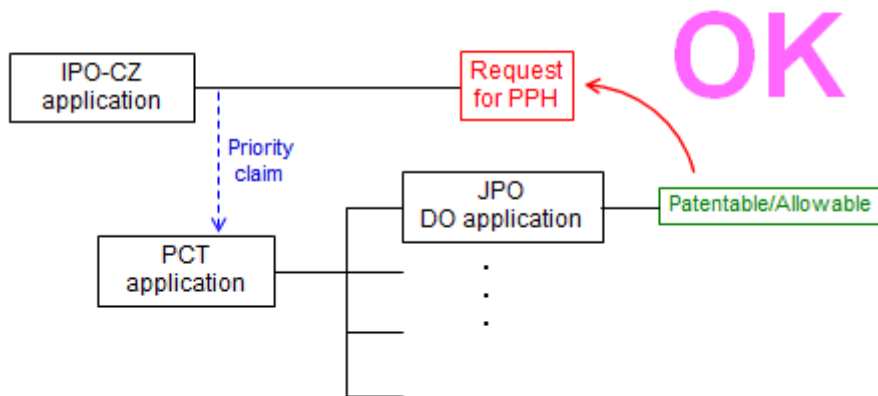 OK
IPO-CZ
application
Request
for PPH
Priority
claim
JPO
DO application
Patentable/Allowable
PCT
application